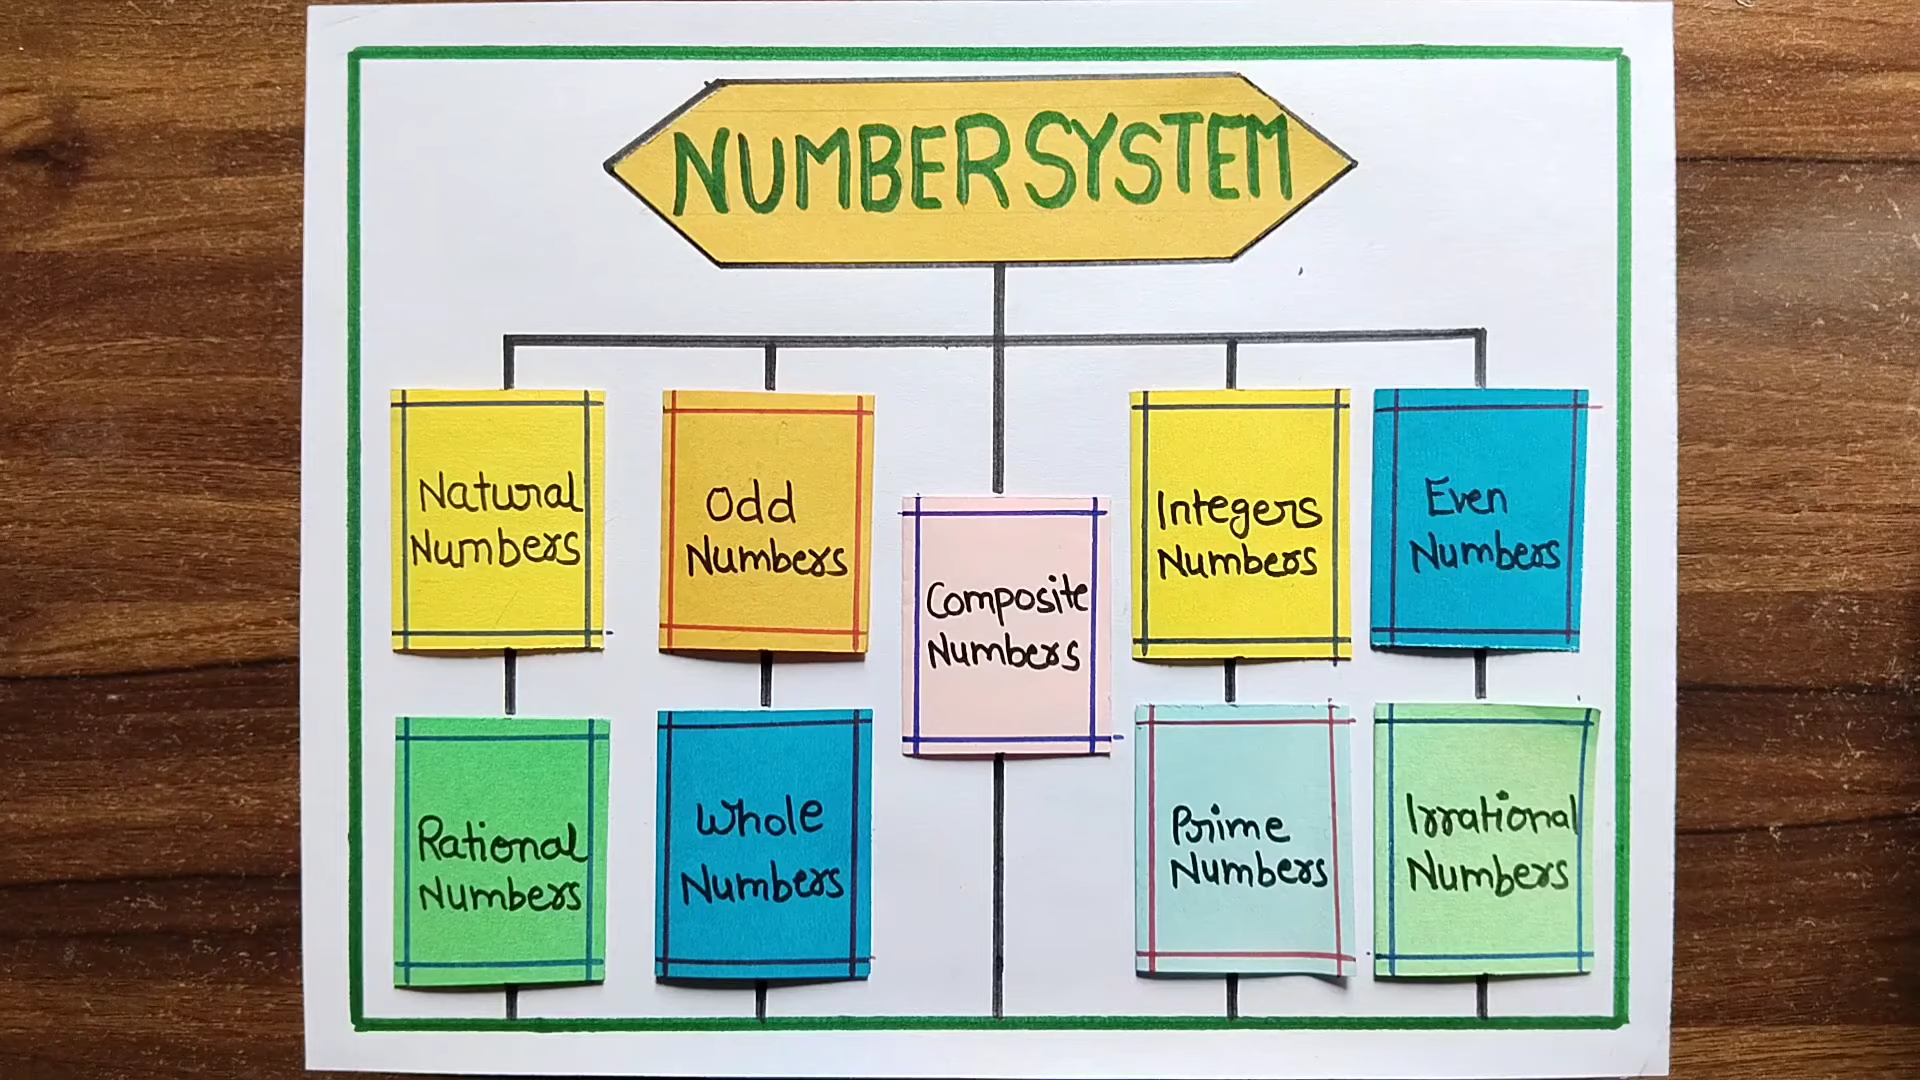 NUMBER SYSTEM
Natural
Numbers
Odd
Numbers
Composite
Numbers
Integers
Numbers
Even
Numbers
Rational
Numbers
Whole
Numbers
Prime
Numbers
Irrational
Numbers